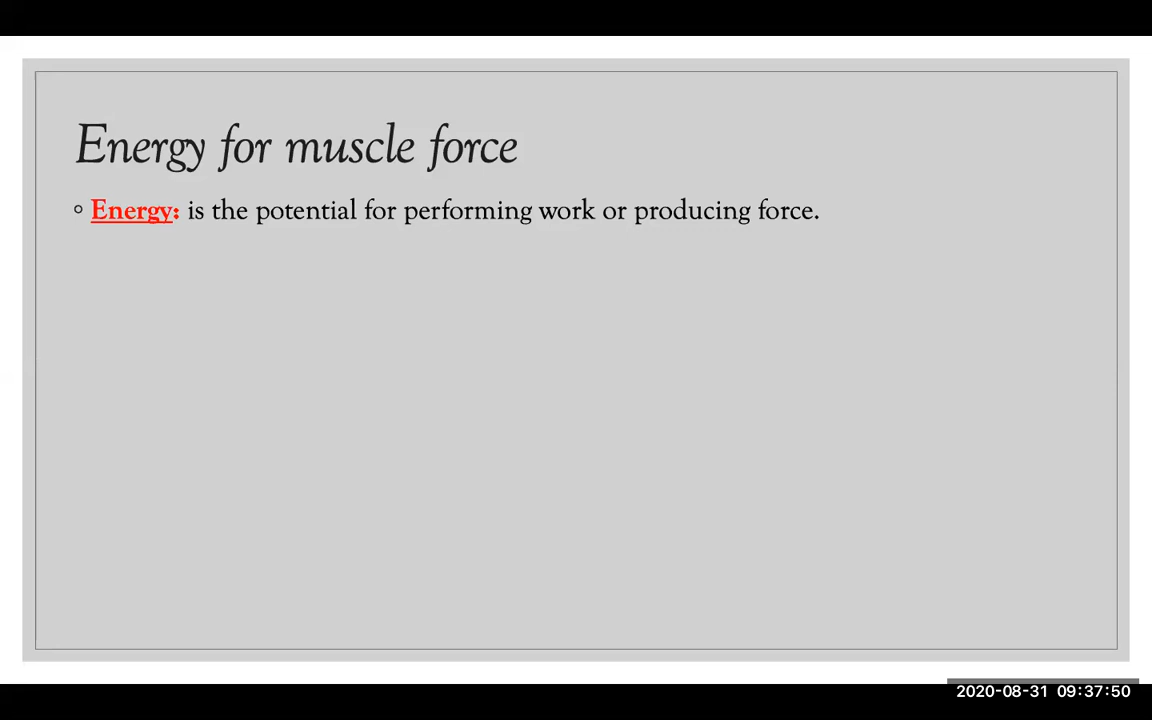 Energy for muscle force
◦ Energy: is the potential for performing work or producing force.
2020-08-31 09:37:50